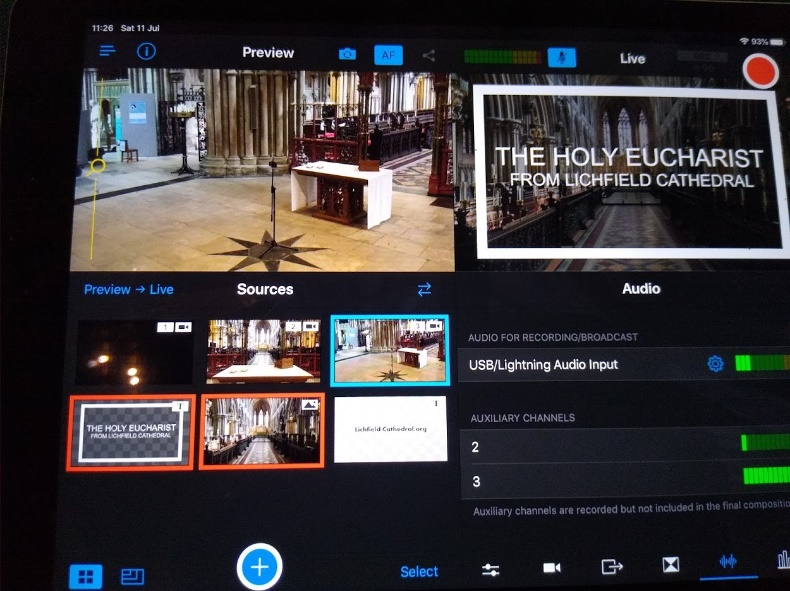 11:26 Sat 11 Jul
93%
Preview
AF
Live
THE HOLY EUCHARIST
FROM LICHFIELD CATHEDRAL
Preview → Live
Sources
Audio
AUDIO FOR RECORDING/BROADCAST
USB/Lightning Audio Input
AUXILIARY CHANNELS
2
3
Auxiliary channels are recorded but not included in the final compositio
1
2
THE HOLY EUCHARIST
FROM LICHFIELD CATHEDRAL
T
Lichfield-Cathedral.org
T
Select